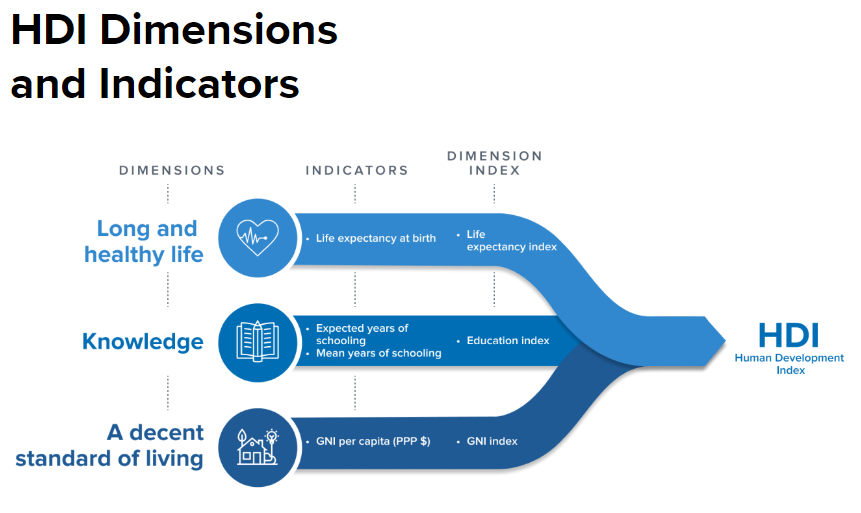 HDI Dimensions
and Indicators
DIMENSIONS
INDICATORS
DIMENSION
INDEX
Long and
healthy life
• Life expectancy at birth
• Life
expectancy index
Knowledge
• Expected years of
schooling
• Mean years of schooling
• Education index
A decent
standard of living
• GNI per capita (PPP $)
• GNI index
HDI
Human Development
Index